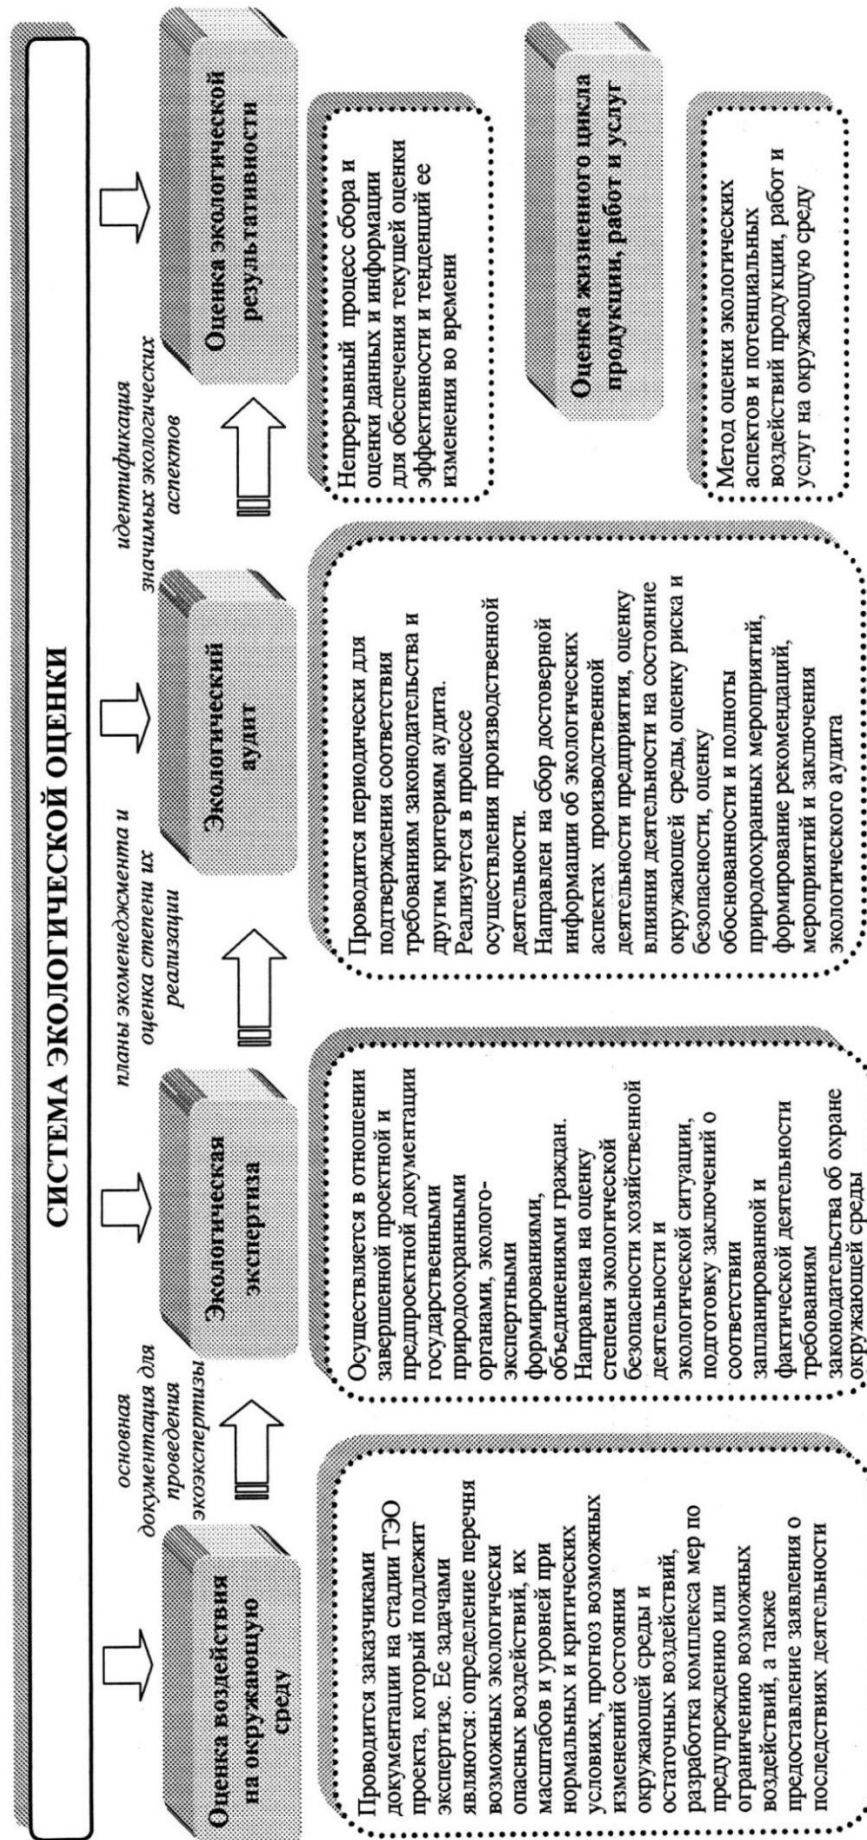 СИСТЕМА ЭКОЛОГИЧЕСКОЙ ОЦЕНКИ
Оценка воздействия
на окружающую
среду
основная
документация для
проведения
экоэкспертизы
Экологическая
экспертиза
планы экоменеджмента и
оценка степени их
реализации
Экологический
аудит
идентификация
значимых экологических
аспектов
Оценка экологической
результативности
Проводится заказчиками
документации на стадии ТЭО
проекта, который подлежит
экспертизе. Ее задачами
являются: определение перечня
возможных экологически
опасных воздействий, их
масштабов и уровней при
нормальных и критических
условиях, прогноз возможных
изменений состояния
окружающей среды и
остаточных воздействий,
разработка комплекса мер по
предупреждению или
ограничению возможных
воздействий, а также
предоставление заявления о
последствиях деятельности
Осуществляется в отношении
завершенной проектной и
предпроектной документации
государственными
природоохранными
органами, эколого-
экспертными
формированиями,
объединениями граждан.
Направлена на оценку
степени экологической
безопасности хозяйственной
деятельности и
экологической ситуации,
подготовку заключений о
соответствии
запланированной и
фактической деятельности
требованиям
законодательства об охране
окружающей среды
Проводится периодически для
подтверждения соответствия
требованиям законодательства и
другим критериям аудита.
Реализуется в процессе
осуществления производственной
деятельности.
Направлен на сбор достоверной
информации об экологических
аспектах производственной
деятельности предприятия, оценку
влияния деятельности на состояние
окружающей среды, оценку риска и
безопасности, оценку
обоснованности и полноты
природоохранных мероприятий,
формирование рекомендаций,
мероприятий и заключения
экологического аудита
Непрерывный процесс сбора и
оценки данных и информации
для обеспечения текущей оценки
эффективности и тенденций ее
изменения во времени
Оценка жизненного цикла
продукции, работ и услуг
Метод оценки экологических
аспектов и потенциальных
воздействий продукции, работ и
услуг на окружающую среду